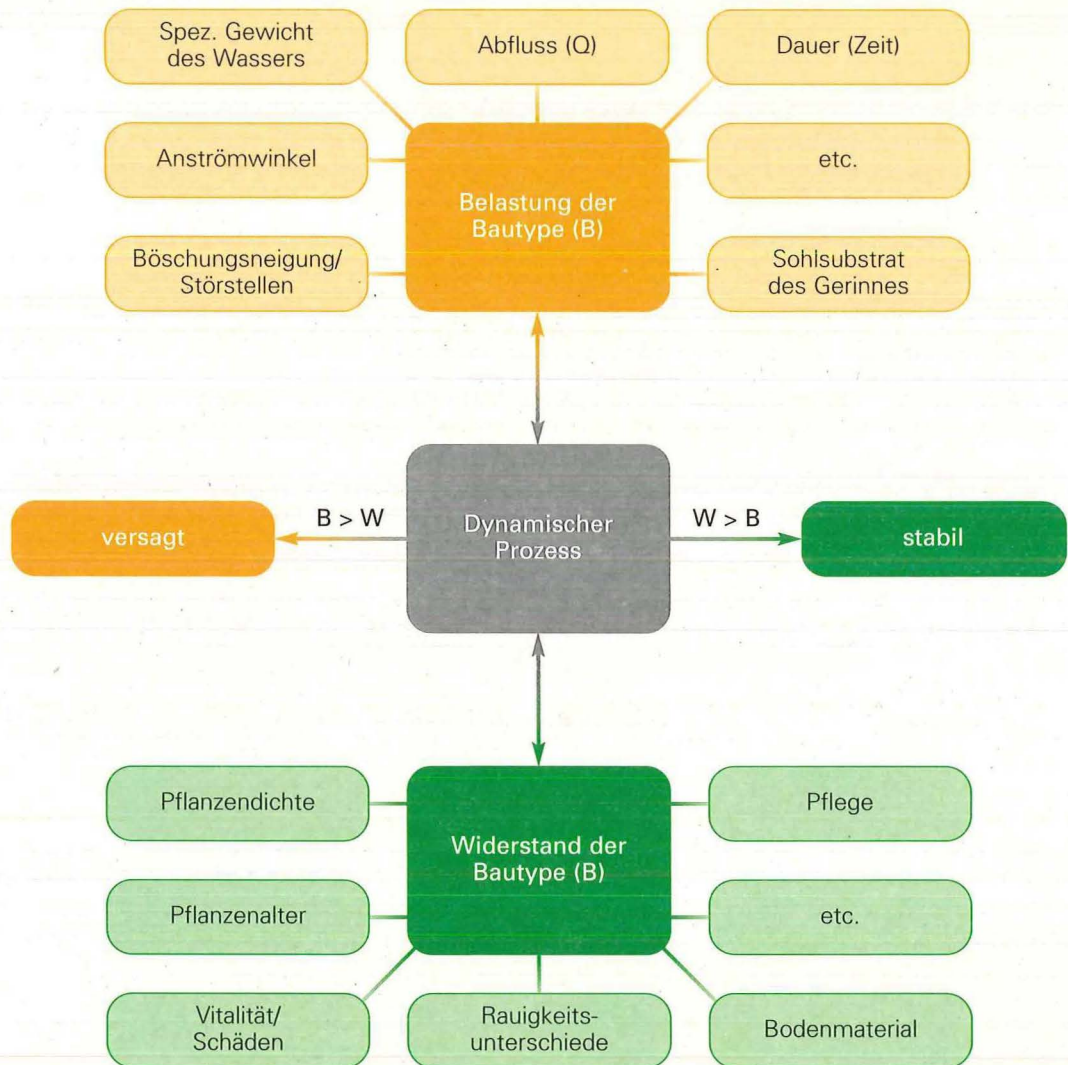 Spez. Gewicht
des Wassers
Abfluss (Q)
Dauer (Zeit)
Anströmwinkel
Belastung der
Bautype (B)
etc.
Böschungsneigung/
Störstellen
Sohlsubstrat
des Gerinnes
versagt
B > W
Dynamischer
Prozess
W > B
stabil
Pflanzendichte
Widerstand der
Bautype (B)
Pflege
Pflanzenalter
etc.
Vitalität/
Schäden
Rauigkeits-
unterschiede
Bodenmaterial